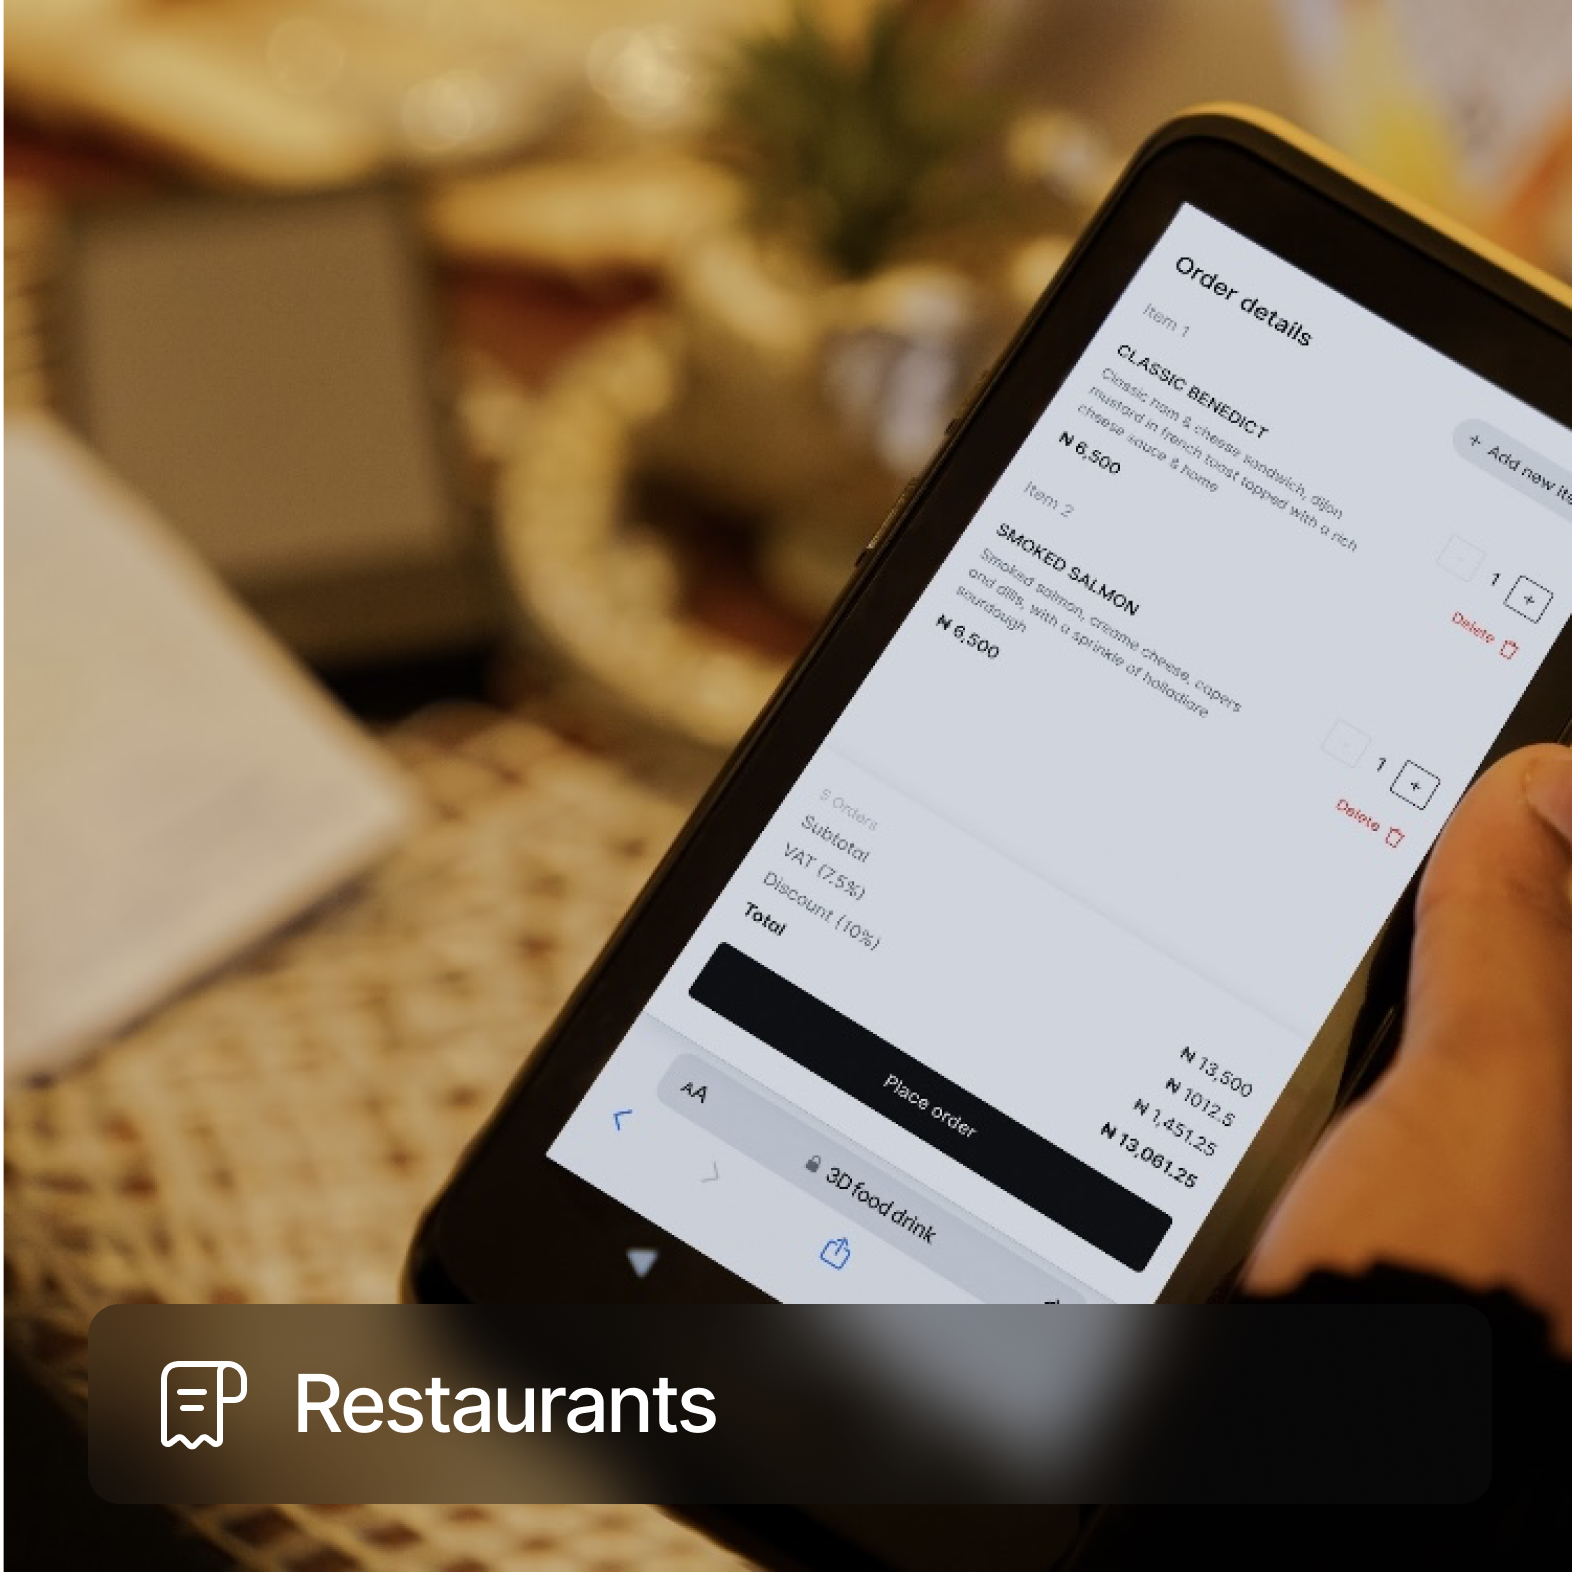 Order details
Item 1
+ Add new ite
CLASSIC BENEDICT
Classic ham & chesse sandwich, dijon
mustard in french toast topped with a rich
cheese sauce & home
₦ 6,500
1 +
Delete
Item 2
SMOKED SALMON
Smoked salmon, creame cheese, capers
and dills, with a sprinkle of holladiare
sourdough
₦ 6,500
1 +
Delete
5 Orders
Subtotal ₦ 13,500
VAT (7.5%) ₦ 1012.5
Discount (10%) ₦ 1,451.25
Total ₦ 13,061.25
Place order
AA 3D food drink
Restaurants